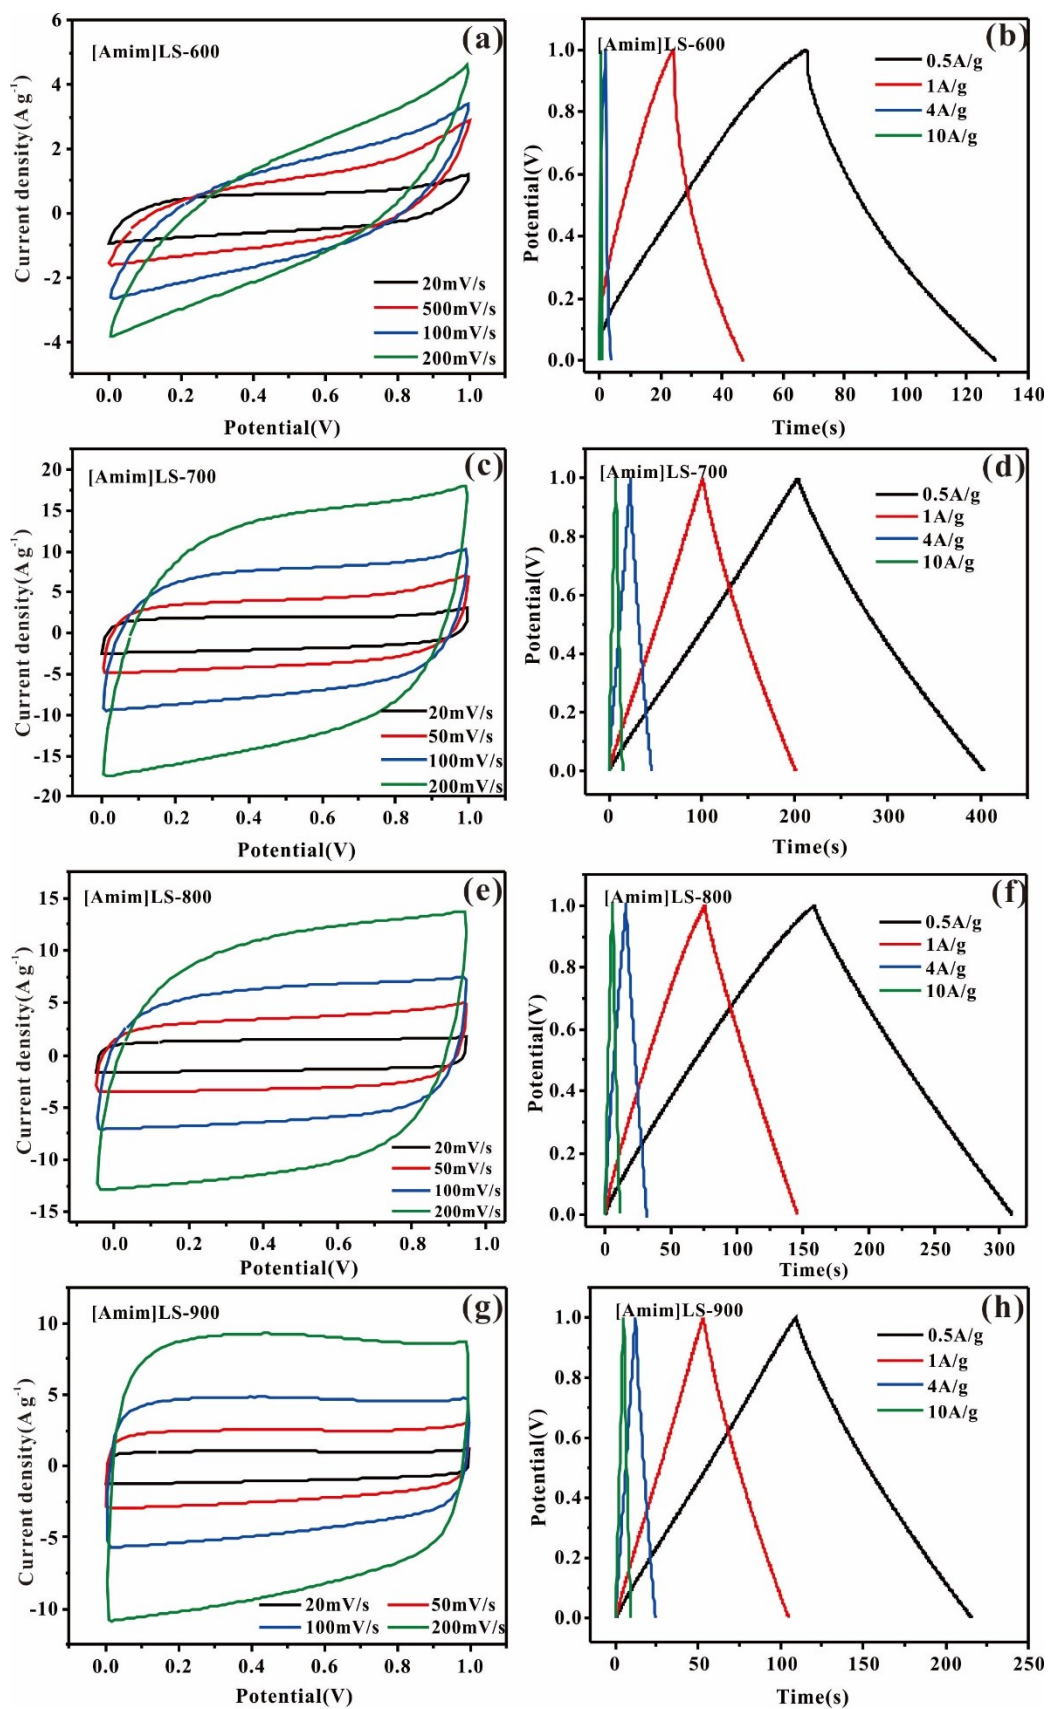 [Amim]LS-600
(a)
Current density(A g-1)
6
4
2
0
-2
-4
20mV/s
500mV/s
100mV/s
200mV/s
0.0 0.2 0.4 0.6 0.8 1.0
Potential(V)
[Amim]LS-600
(b)
Potential(V)
1.0
0.8
0.6
0.4
0.2
0.0
0.5A/g
1A/g
4A/g
10A/g
0 20 40 60 80 100 120 140
Time(s)
[Amim]LS-700
(c)
Current density(A g-1)
20
15
10
5
0
-5
-10
-15
-20
20mV/s
50mV/s
100mV/s
200mV/s
0.0 0.2 0.4 0.6 0.8 1.0
Potential(V)
[Amim]LS-700
(d)
Potential(V)
1.0
0.8
0.6
0.4
0.2
0.0
0.5A/g
1A/g
4A/g
10A/g
0 100 200 300 400
Time(s)
[Amim]LS-800
(e)
Current density(A g-1)
15
10
5
0
-5
-10
-15
20mV/s
50mV/s
100mV/s
200mV/s
0.0 0.2 0.4 0.6 0.8 1.0
Potential(V)
[Amim]LS-800
(f)
Potential(V)
1.0
0.8
0.6
0.4
0.2
0.0
0.5A/g
1A/g
4A/g
10A/g
0 50 100 150 200 250 300
Time(s)
[Amim]LS-900
(g)
Current density(A g-1)
10
5
0
-5
-10
20mV/s 50mV/s
100mV/s 200mV/s
0.0 0.2 0.4 0.6 0.8 1.0
Potential(V)
[Amim]LS-900
(h)
Potential(V)
1.0
0.8
0.6
0.4
0.2
0.0
0.5A/g
1A/g
4A/g
10A/g
0 50 100 150 200 250
Time(s)